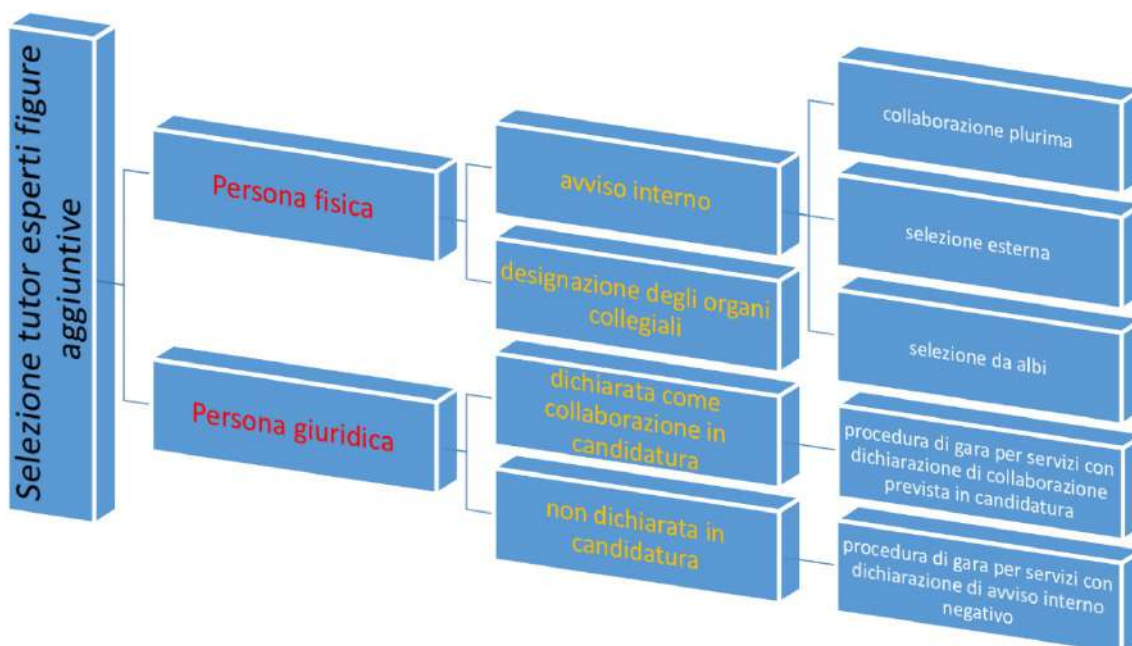 Selezione tutor esperti figure
aggiuntive
Persona fisica
avviso interno
collaborazione plurima
selezione esterna
selezione da albi
designazione degli organi
collegiali
Persona giuridica
dichiarata come
collaborazione in
candidatura
procedura di gara per servizi con
dichiarazione di collaborazione
prevista in candidatura
non dichiarata in
candidatura
procedura di gara per servizi con
dichiarazione di avviso interno
negativo